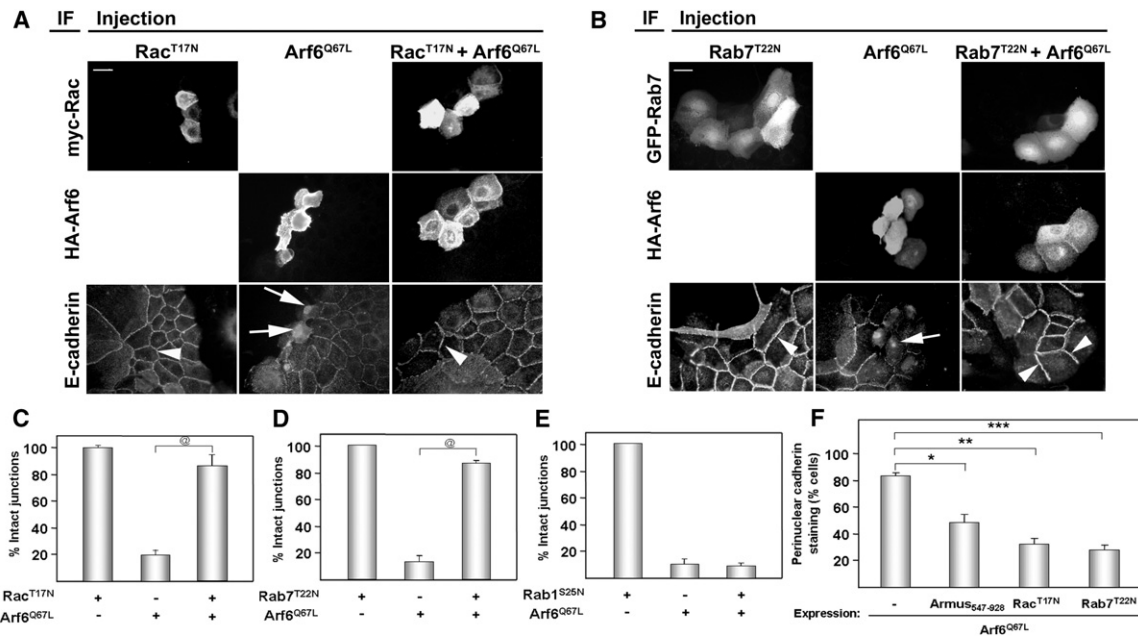 A IF Injection
Rac^T17N Arf6^Q67L Rac^T17N + Arf6^Q67L
myc-Rac
HA-Arf6
E-cadherin
B IF Injection
Rab7^T22N Arf6^Q67L Rab7^T22N + Arf6^Q67L
GFP-Rab7
HA-Arf6
E-cadherin
C
% Intact junctions
100
80
60
40
20
@
Rac^T17N + - +
Arf6^Q67L - + +
D
% Intact junctions
100
80
60
40
20
@
Rab7^T22N + - +
Arf6^Q67L - + +
E
% Intact junctions
100
80
60
40
20
Rab1^S25N + - +
Arf6^Q67L - + +
F
Perinuclear cadherin
staining (% cells)
100
80
60
40
20
***
**
*
Expression: - Armus547-928 Rac^T17N Rab7^T22N
Arf6^Q67L